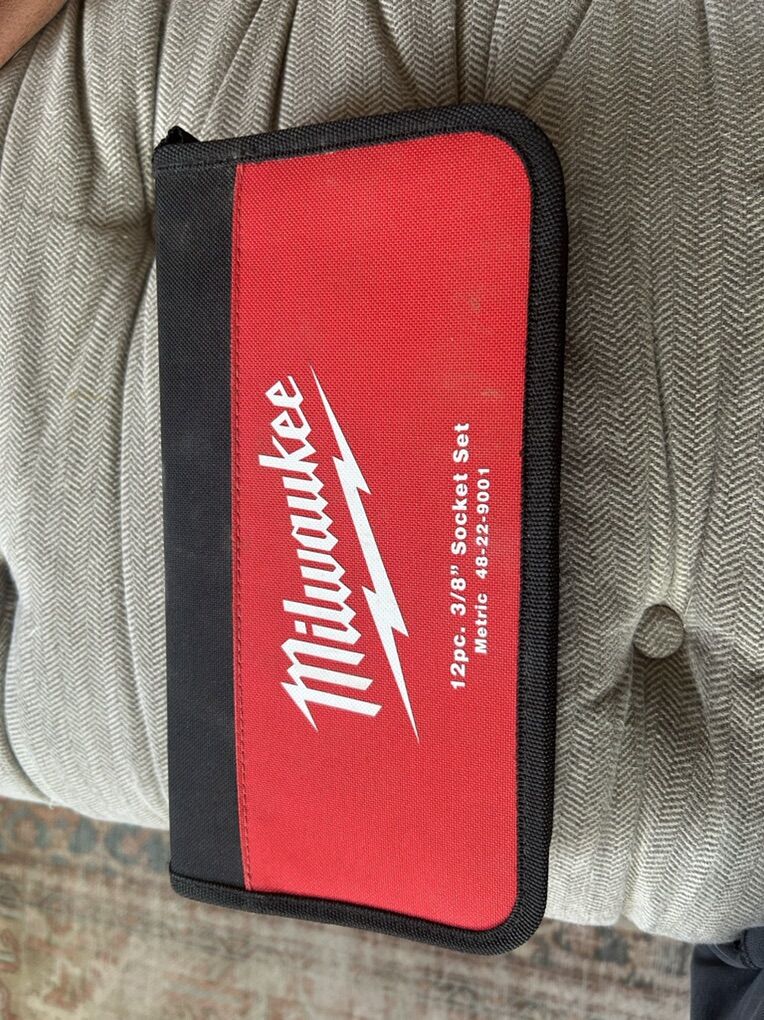 Milwaukee
12pc. 3/8” Socket Set
Metric 48-22-9001